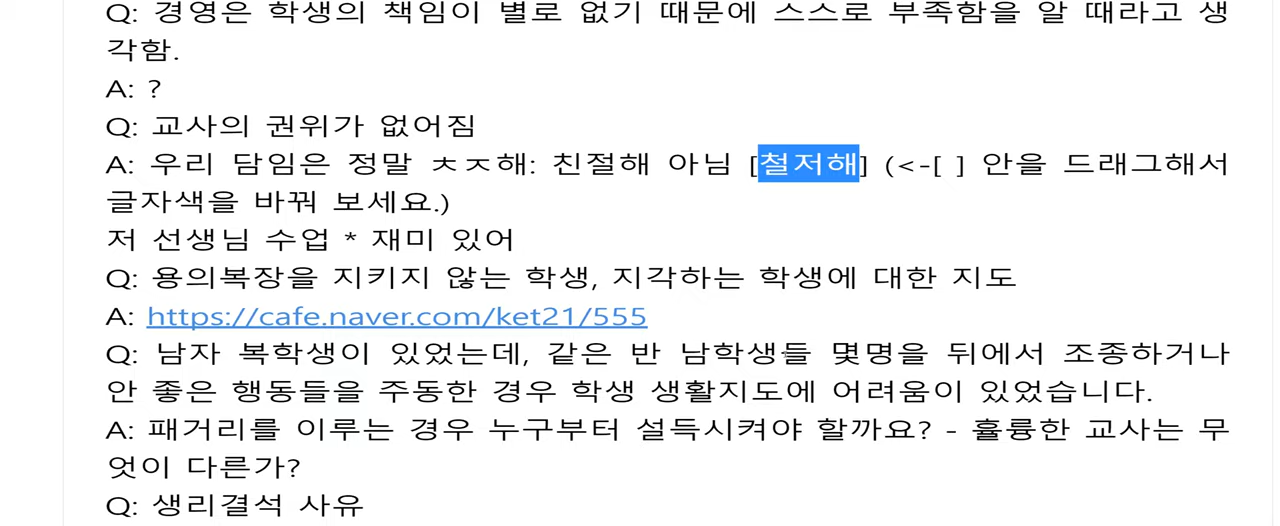 Q: 경영은 학생의 책임이 별로 없기 때문에 스스로 부족함을 알 때라고 생
각함.
A: ?
Q: 교사의 권위가 없어짐
A: 우리 담임은 정말 ㅊㅈ해: 친절해 아님 [철저해] (<-[ ] 안을 드래그해서
글자색을 바꿔 보세요.)
저 선생님 수업 * 재미 있어
Q: 용의복장을 지키지 않는 학생, 지각하는 학생에 대한 지도
A: https://cafe.naver.com/ket21/555
Q: 남자 복학생이 있었는데, 같은 반 남학생들 몇명을 뒤에서 조종하거나
안 좋은 행동들을 주동한 경우 학생 생활지도에 어려움이 있었습니다.
A: 패거리를 이루는 경우 누구부터 설득시켜야 할까요? - 훌륭한 교사는 무
엇이 다른가?
Q: 생리결석 사유